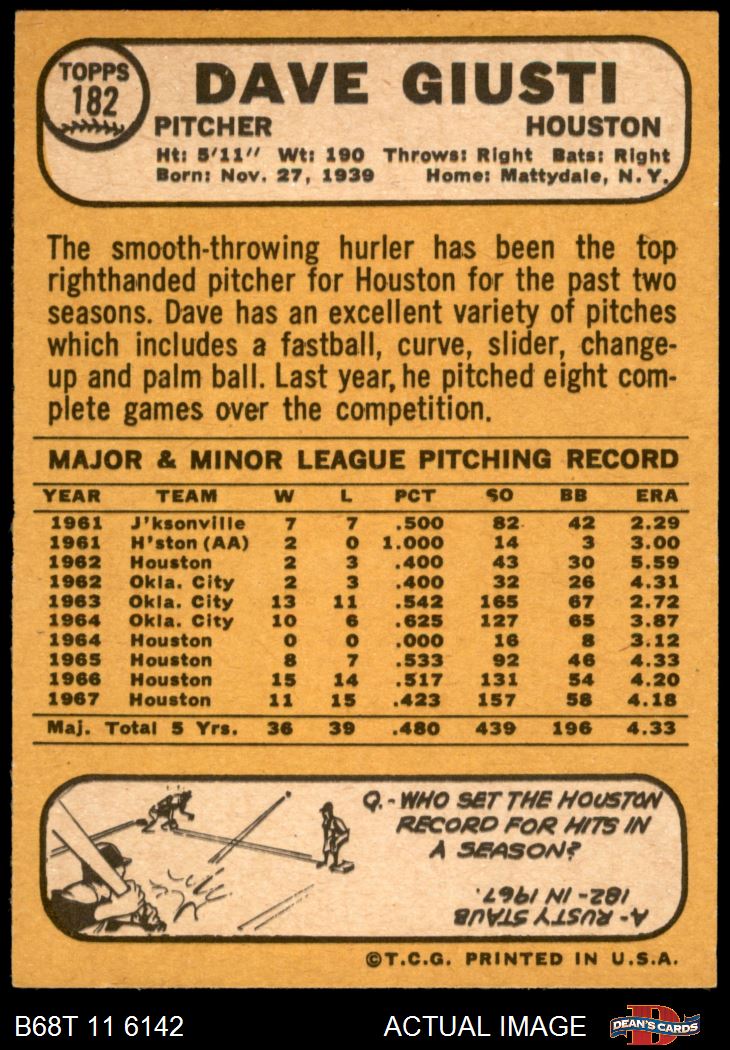 TOPPS
182
DAVE GIUSTI
PITCHER HOUSTON
Ht: 5'11" Wt: 190 Throws: Right Bats: Right
Born: Nov. 27, 1939 Home: Mattydale, N.Y.
The smooth-throwing hurler has been the top
righthanded pitcher for Houston for the past two
seasons. Dave has an excellent variety of pitches
which includes a fastball, curve, slider, change-
up and palm ball. Last year, he pitched eight com-
plete games over the competition.
MAJOR & MINOR LEAGUE PITCHING RECORD
YEAR TEAM W L PCT SO BB ERA
1961 J'ksonville 7 7 .500 82 42 2.29
1961 H'ston (AA) 2 0 1.000 14 3 3.00
1962 Houston 2 3 .400 43 30 5.59
1962 Okla. City 2 3 .400 32 26 4.31
1963 Okla. City 13 11 .542 165 67 2.72
1964 Okla. City 10 6 .625 127 65 3.87
1964 Houston 0 0 .000 16 8 3.12
1965 Houston 8 7 .533 92 46 4.33
1966 Houston 15 14 .517 131 54 4.20
1967 Houston 11 15 .423 157 58 4.18
Maj. Total 5 Yrs. 36 39 .480 439 196 4.33
Q.- WHO SET THE HOUSTON
RECORD FOR HITS IN
A SEASON?
A- RUSTY STAUB
182- IN 1967.
©T.C.G. PRINTED IN U.S.A.
B68T 11 6142 ACTUAL IMAGE
D
DEAN'S CARDS